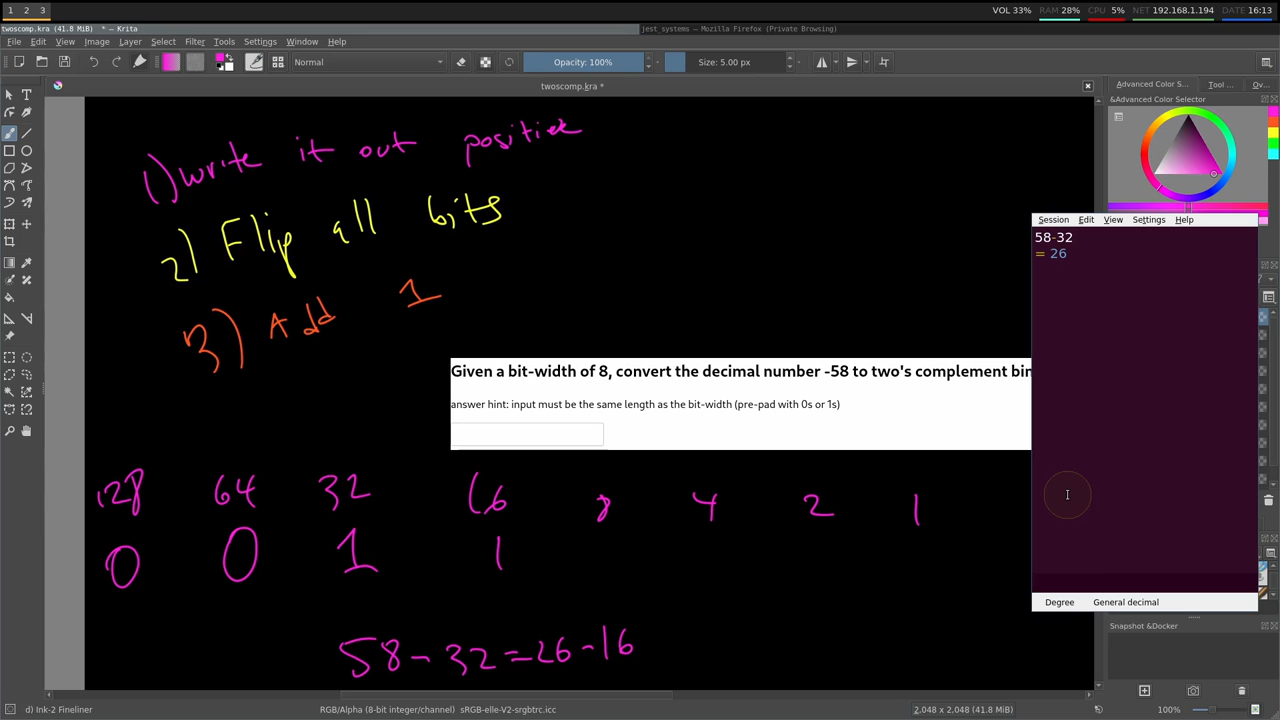 1 2 3 VOL 33% RAM 28% CPU 5% NET 192.168.1.194 DATE 16:13
twoscomp.kra (41.8 MiB) * – Krita jest_systems — Mozilla Firefox (Private Browsing)
File Edit View Image Layer Select Filter Tools Settings Window Help
Normal Opacity: 100% Size: 5.00 px
twoscomp.kra *
Advanced Color S... Tool ... Ov...
&Advanced Color Selector
1) write it out positive
2) Flip all bits
3) Add 1
Session Edit View Settings Help
58-32
= 26
Given a bit-width of 8, convert the decimal number -58 to two's complement bin
answer hint: input must be the same length as the bit-width (pre-pad with 0s or 1s)
128 64 32 16 8 4 2 1
0 0 1 1
58 - 32 = 26 - 16
Degree General decimal
Snapshot &Docker
d) Ink-2 Fineliner RGB/Alpha (8-bit integer/channel) sRGB-elle-V2-srgbtrc.icc 2,048 x 2,048 (41.8 MiB) 100%